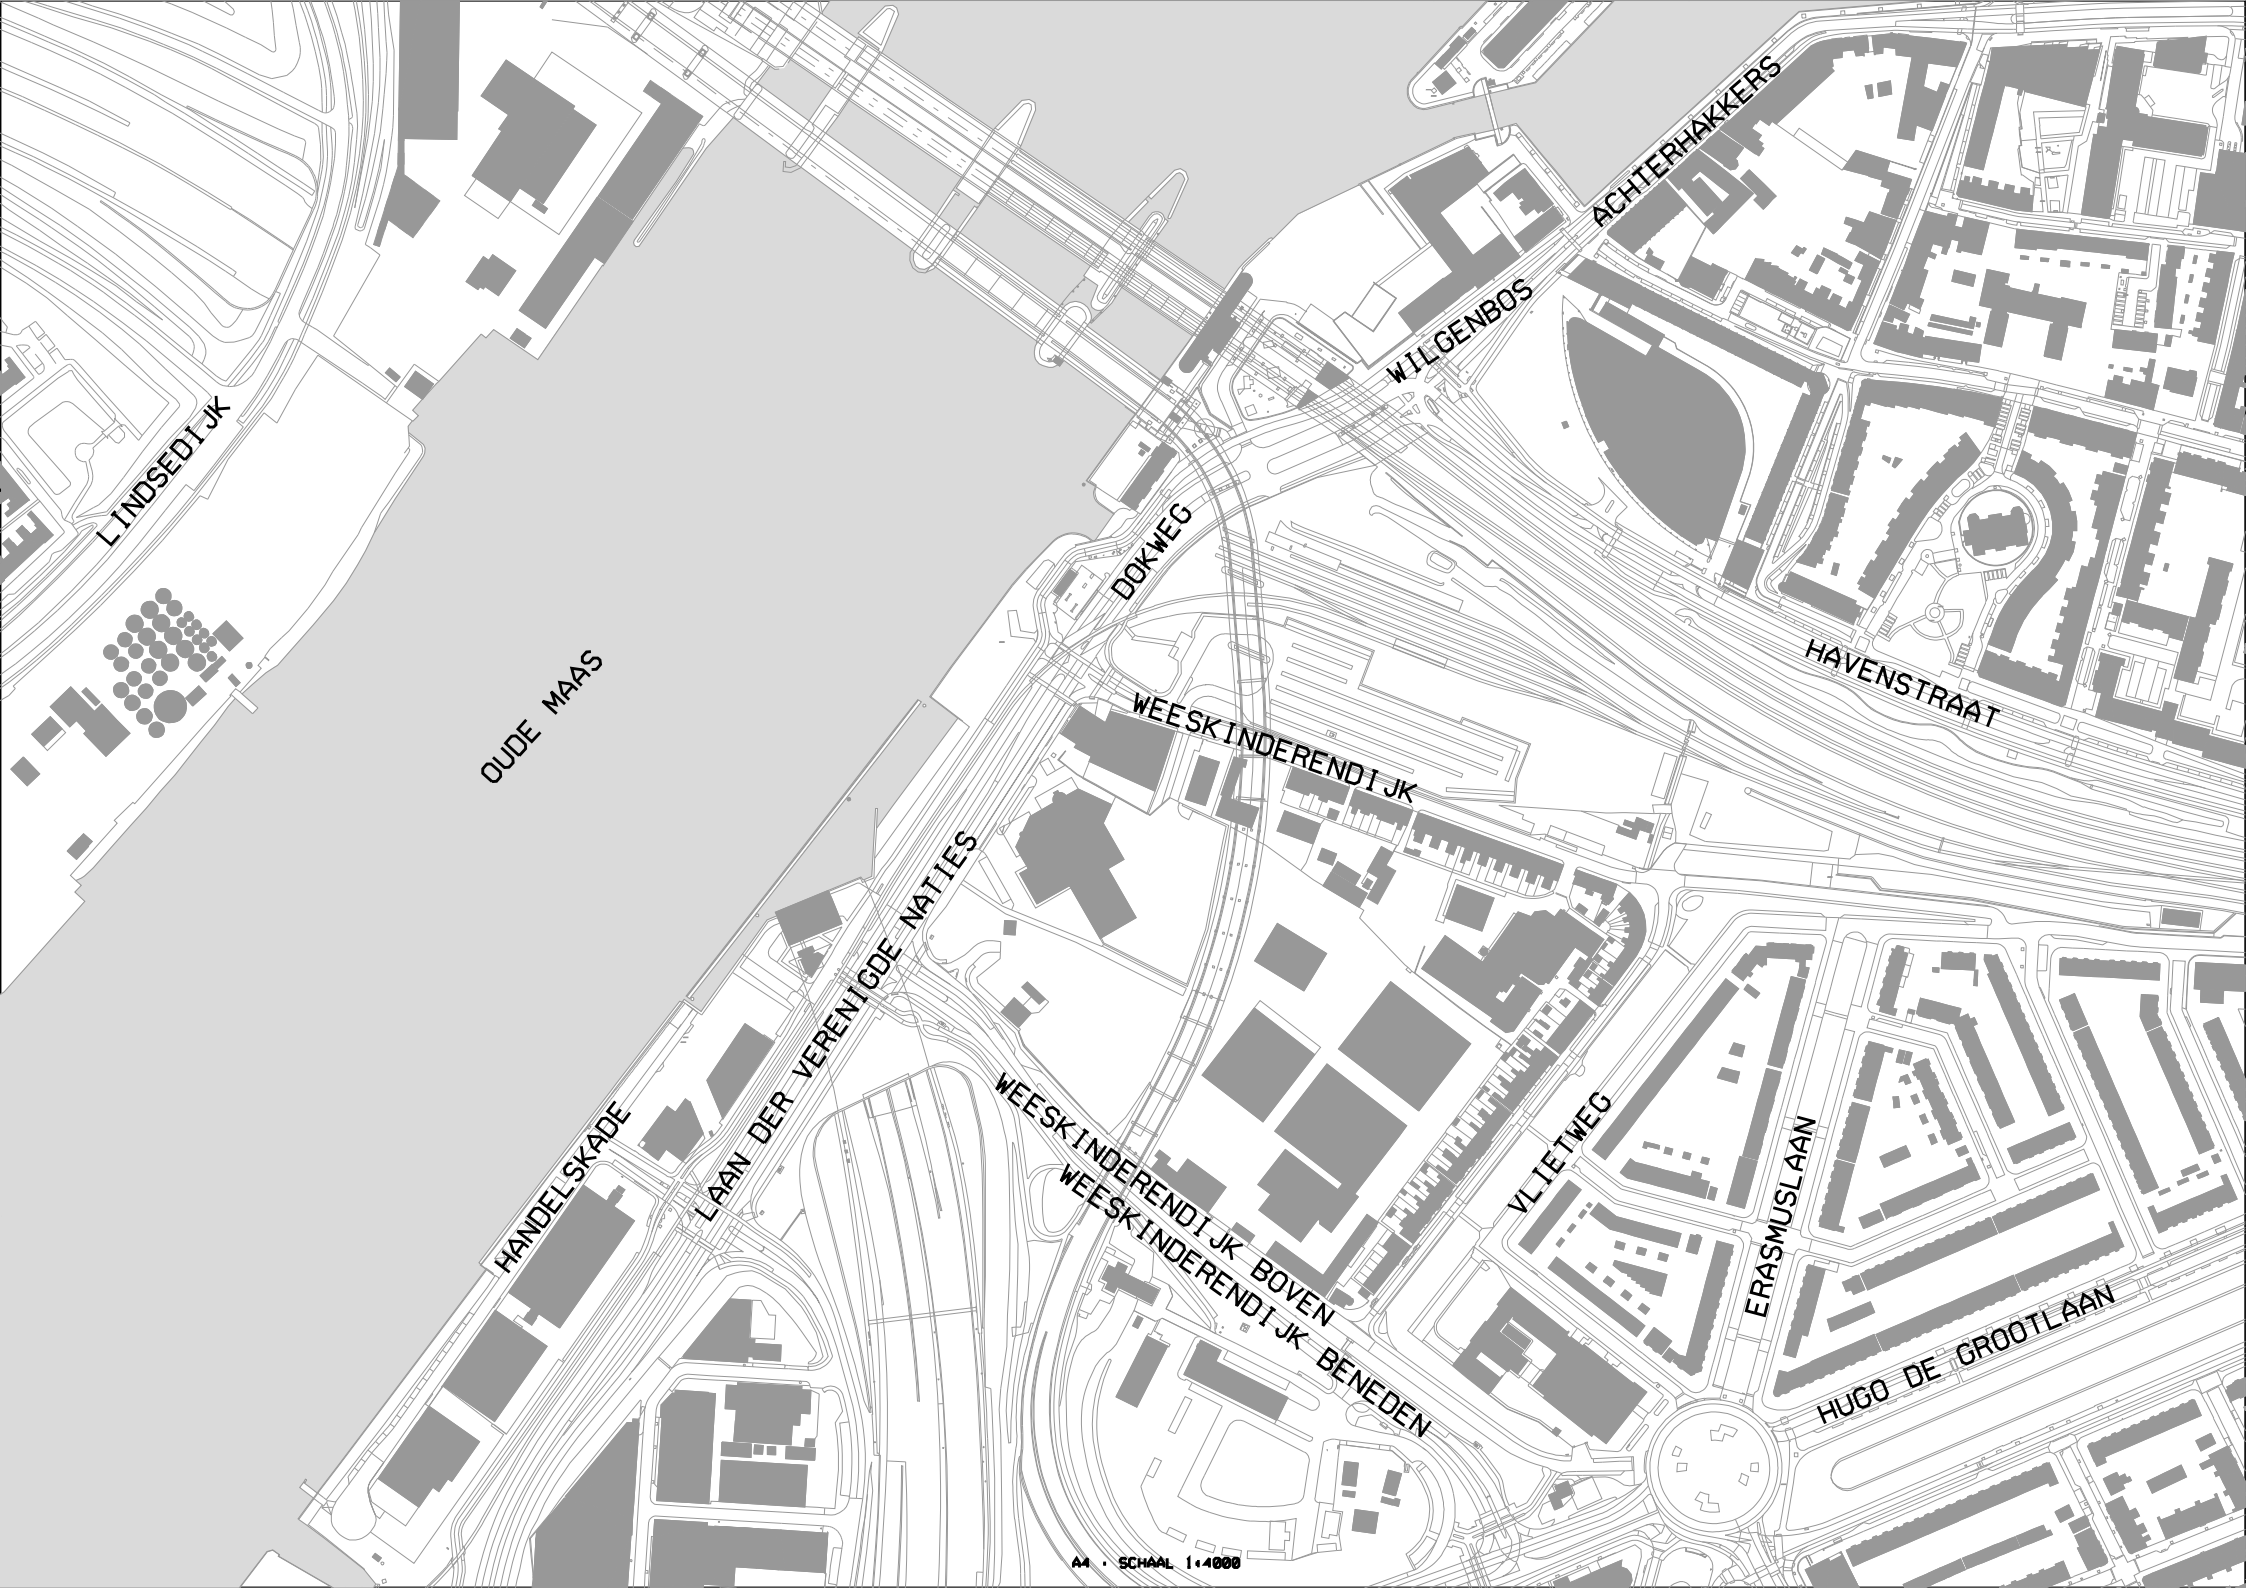 ACHTERHAKKERS
WILGENBOS
LINDSEDIJK
DOKWEG
OUDE MAAS
HAVENSTRAAT
WEESKINDERENDIJK
LAAN DER VERENIGDE NATIES
HANDELSKADE
WEESKINDERENDIJK BOVEN
WEESKINDERENDIJK BENEDEN
VLIETWEG
ERASMUSLAAN
HUGO DE GROOTLAAN
A4 . SCHAAL 1:4000